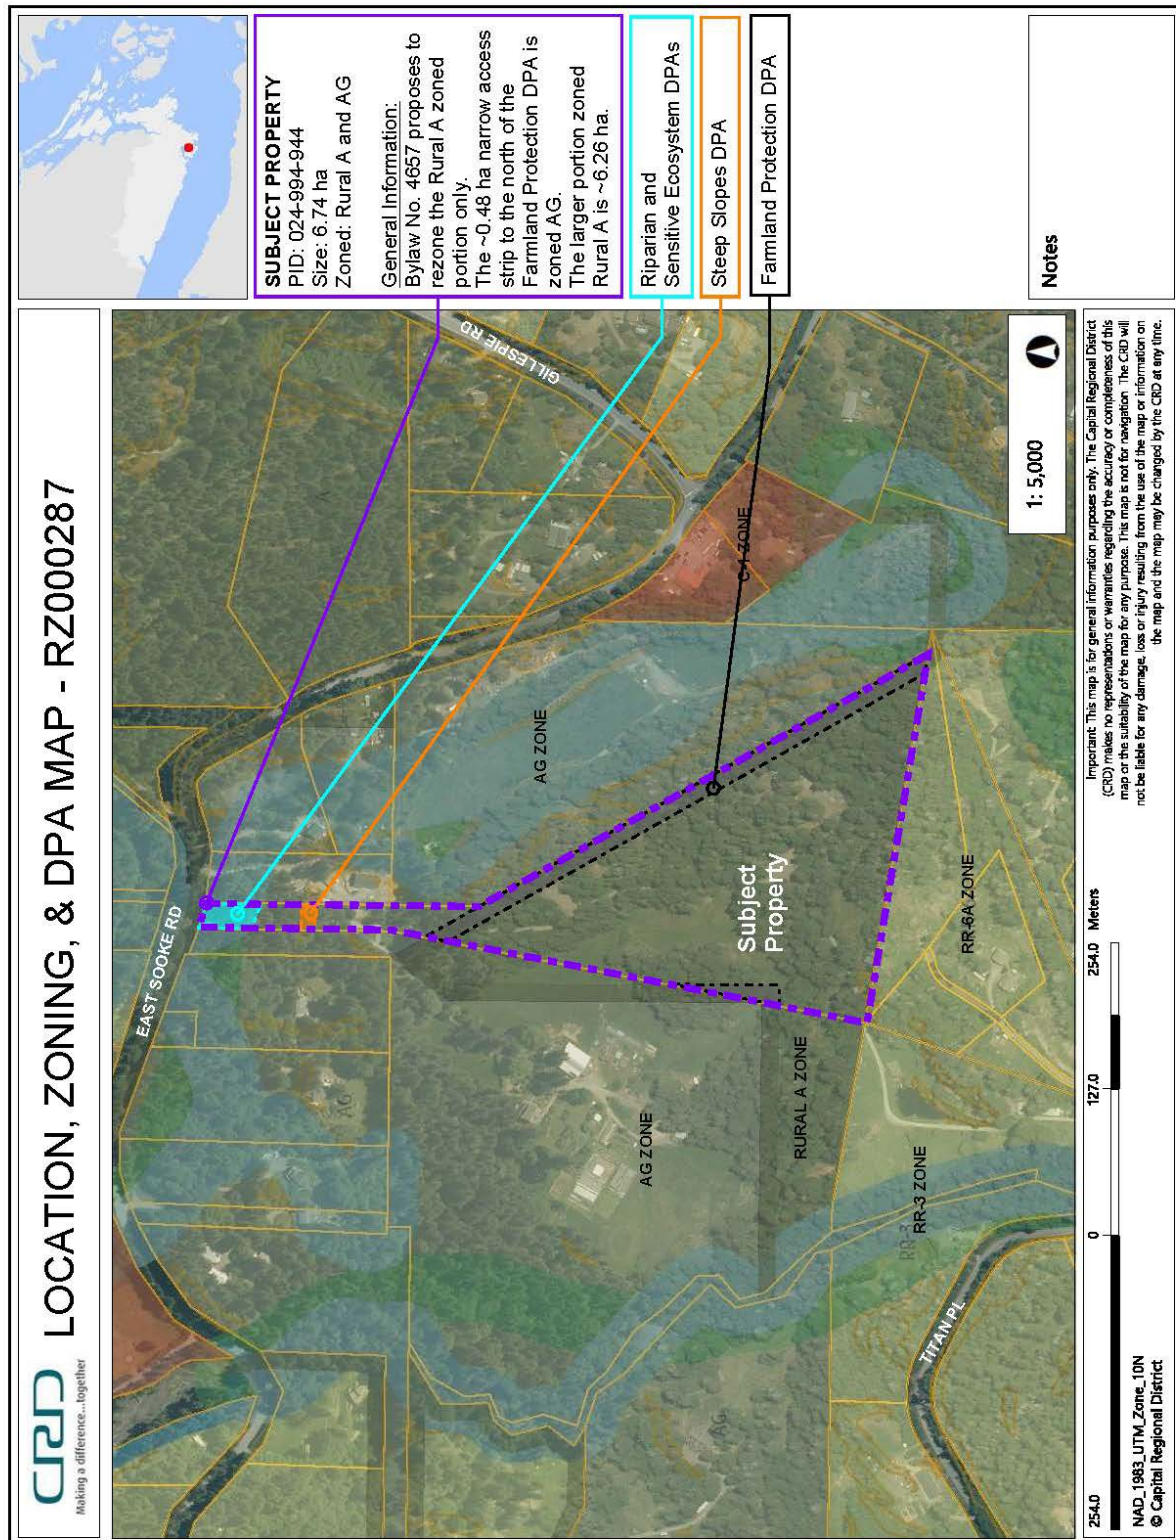 CRD
Making a difference...together
LOCATION, ZONING, & DPA MAP - RZ000287
SUBJECT PROPERTY
PID: 024-994-944
Size: 6.74 ha
Zoned: Rural A and AG
General Information:
Bylaw No. 4657 proposes to
rezone the Rural A zoned
portion only.
The ~0.48 ha narrow access
strip to the north of the
Farmland Protection DPA is
zoned AG.
The larger portion zoned
Rural A is ~6.26 ha.
Riparian and
Sensitive Ecosystem DPAs
Steep Slopes DPA
Farmland Protection DPA
EAST SOOKE RD
GILLESPIE RD
AG
AG ZONE
C-1 ZONE
Subject
Property
AG ZONE
RURAL A ZONE
RR-6A ZONE
RR-3
RR-3 ZONE
AG
TITAN PL
1: 5,000
Notes
254.0
0
127.0
254.0 Meters
NAD_1983_UTM_Zone_10N
© Capital Regional District
Important: This map is for general information purposes only. The Capital Regional District
(CRD) makes no representations or warranties regarding the accuracy or completeness of this
map or the suitability of the map for any purpose. This map is not for navigation. The CRD will
not be liable for any damage, loss or injury resulting from the use of the map or information on
the map and the map may be changed by the CRD at any time.